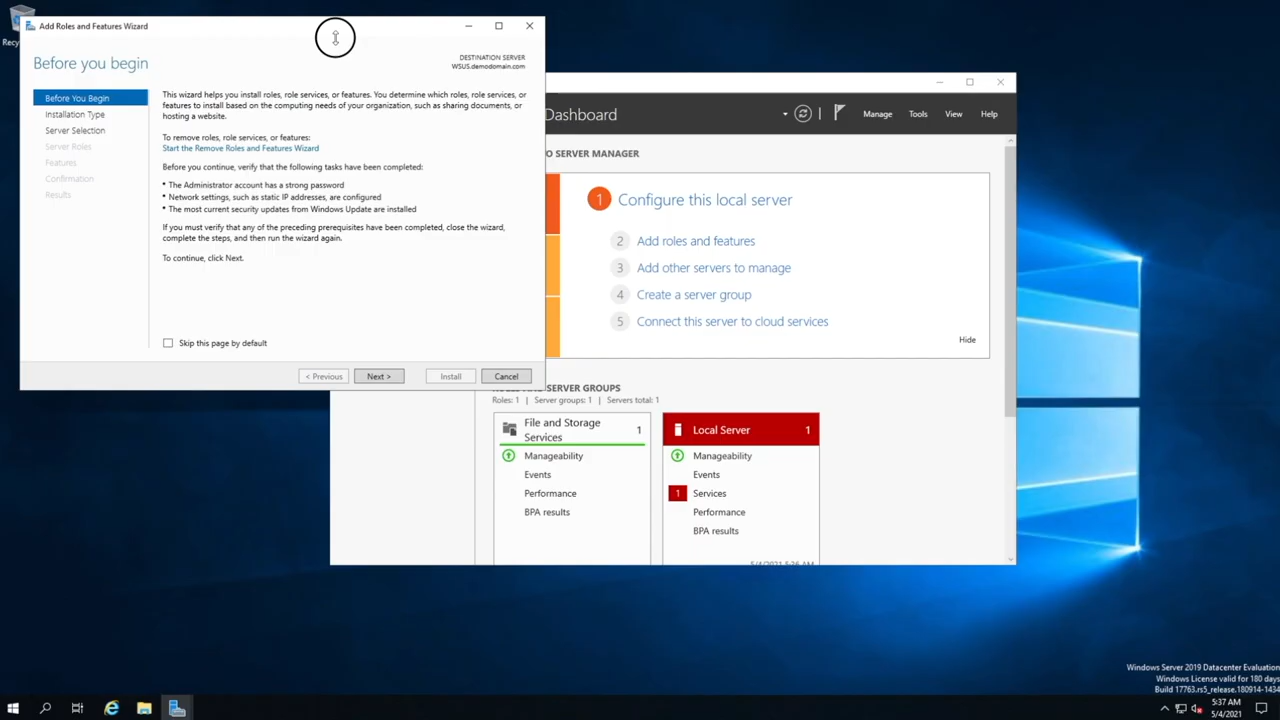 Recy
Add Roles and Features Wizard
Before you begin
DESTINATION SERVER
WSUS.demodomain.com
Before You Begin
Installation Type
Server Selection
Server Roles
Features
Confirmation
Results
This wizard helps you install roles, role services, or features. You determine which roles, role services, or
features to install based on the computing needs of your organization, such as sharing documents, or
hosting a website.
To remove roles, role services, or features:
Start the Remove Roles and Features Wizard
Before you continue, verify that the following tasks have been completed:
• The Administrator account has a strong password
• Network settings, such as static IP addresses, are configured
• The most current security updates from Windows Update are installed
If you must verify that any of the preceding prerequisites have been completed, close the wizard,
complete the steps, and then run the wizard again.
To continue, click Next.
Skip this page by default
< Previous
Next >
Install
Cancel
Dashboard
Manage
Tools
View
Help
O SERVER MANAGER
1 Configure this local server
2 Add roles and features
3 Add other servers to manage
4 Create a server group
5 Connect this server to cloud services
Hide
SERVER GROUPS
Roles: 1 | Server groups: 1 | Servers total: 1
File and Storage
Services
1
Manageability
Events
Performance
BPA results
Local Server
1
Manageability
Events
1 Services
Performance
BPA results
5/4/2021 5:36 AM
Windows Server 2019 Datacenter Evaluation
Windows License valid for 180 days
Build 17763.rs5_release.180914-1434
5:37 AM
5/4/2021